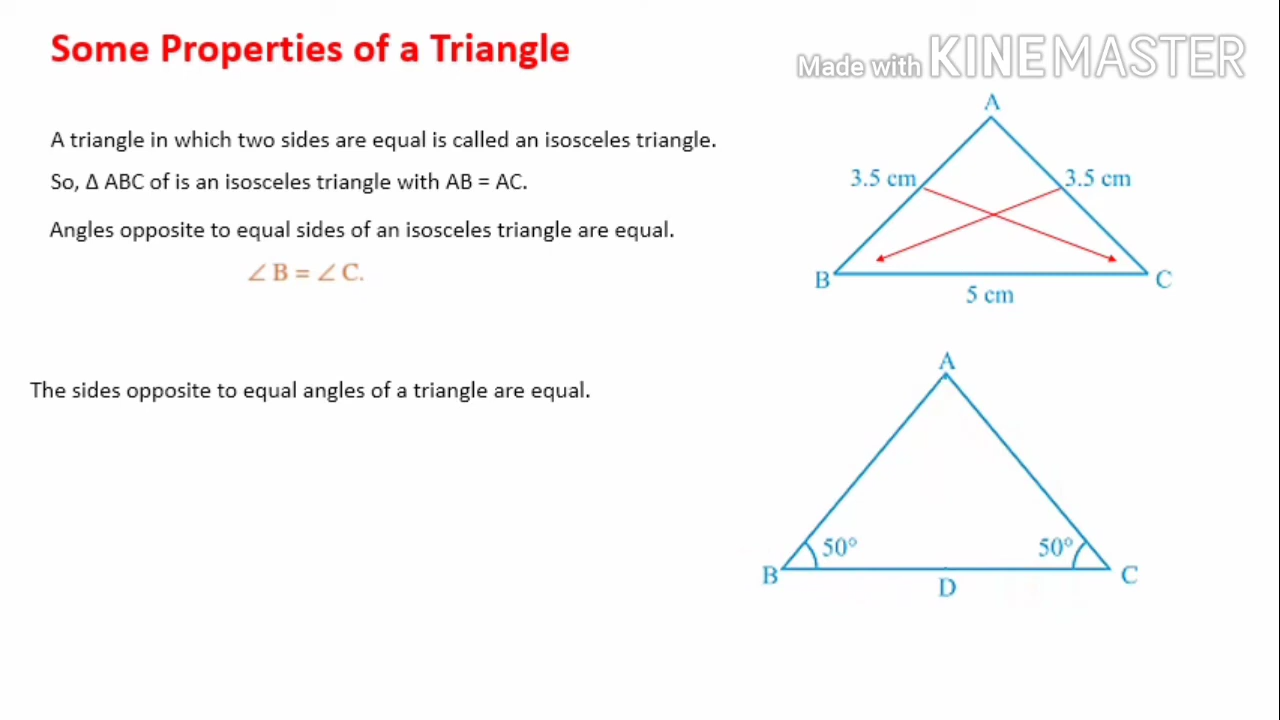 Some Properties of a Triangle
Made with KINEMASTER
A triangle in which two sides are equal is called an isosceles triangle.
So, Δ ABC of is an isosceles triangle with AB = AC.
Angles opposite to equal sides of an isosceles triangle are equal.
∠ B = ∠ C.
A
3.5 cm
3.5 cm
B
C
5 cm
The sides opposite to equal angles of a triangle are equal.
A
50°
50°
B
C
D